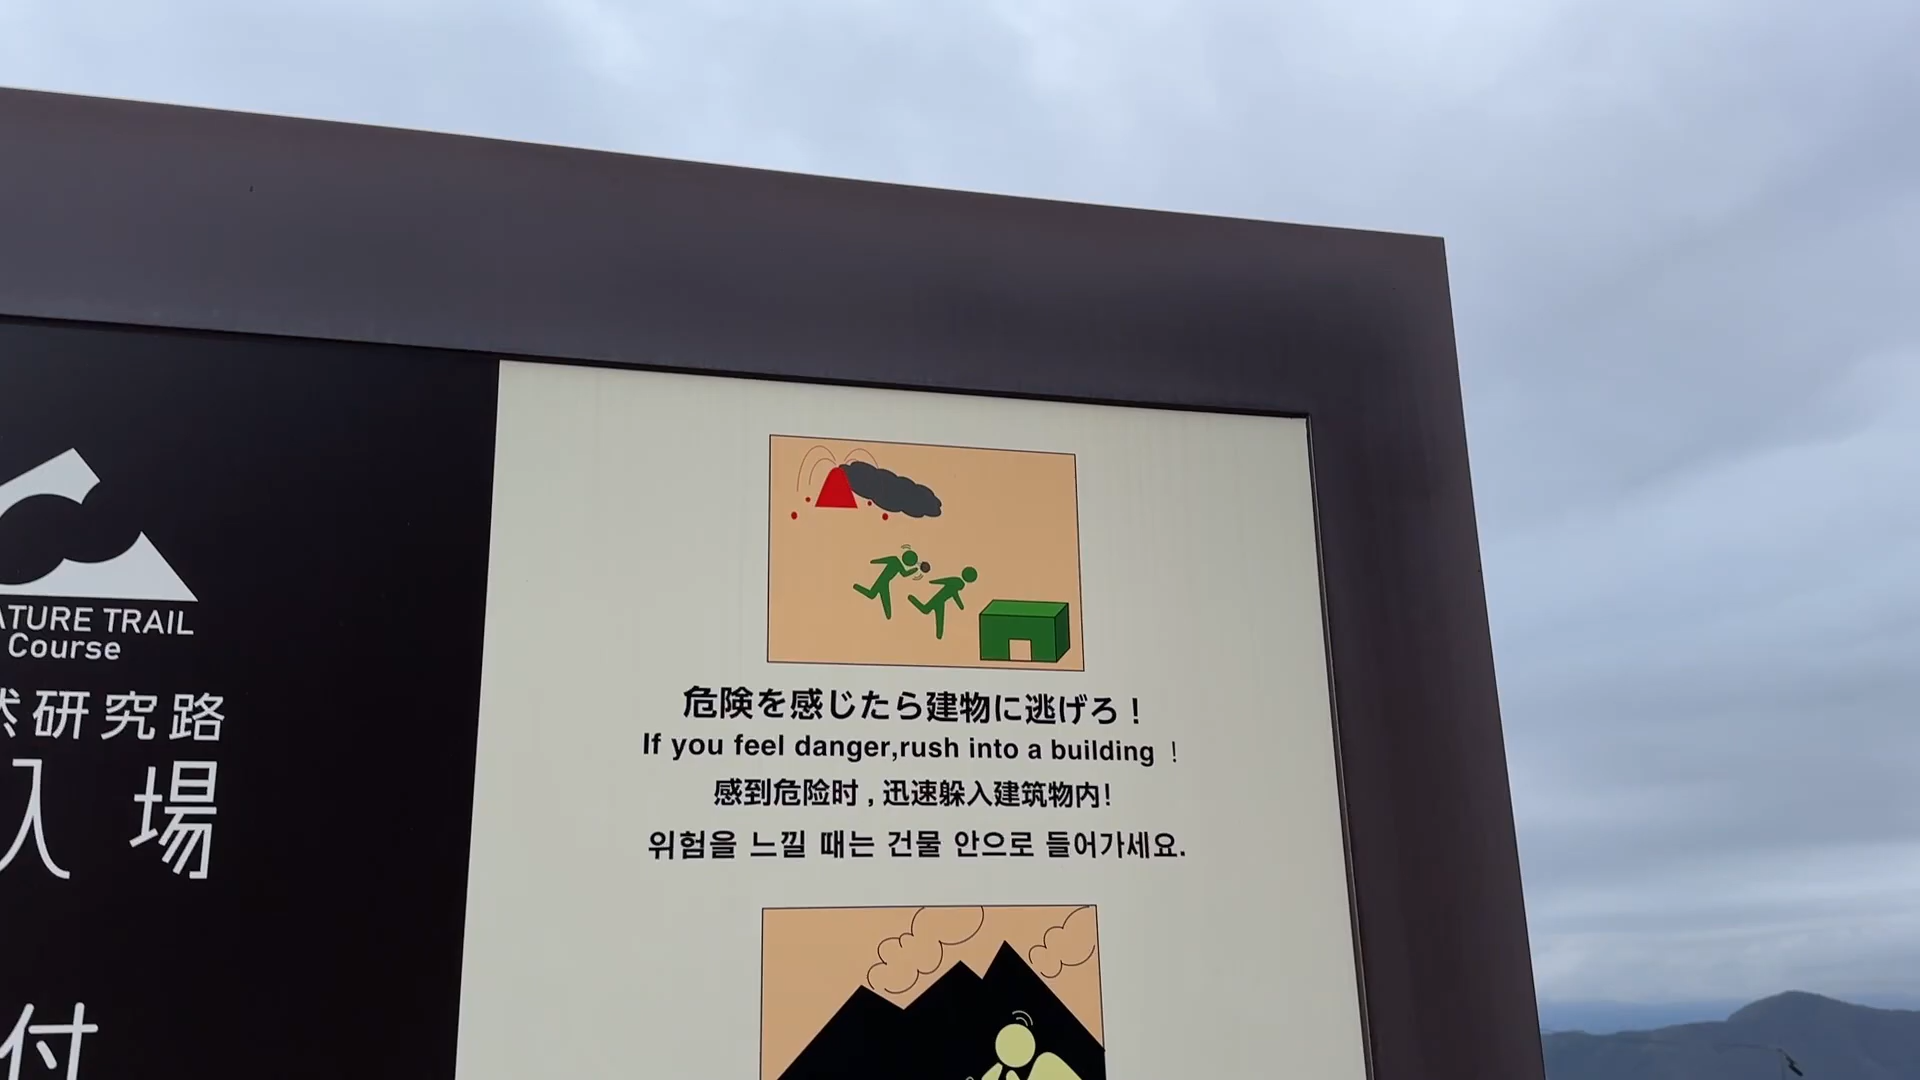 ATURE TRAIL
Course
然研究路
入場
付
危険を感じたら建物に逃げろ！
If you feel danger,rush into a building！
感到危险时,迅速躲入建筑物内!
위험을 느낄 때는 건물 안으로 들어가세요.